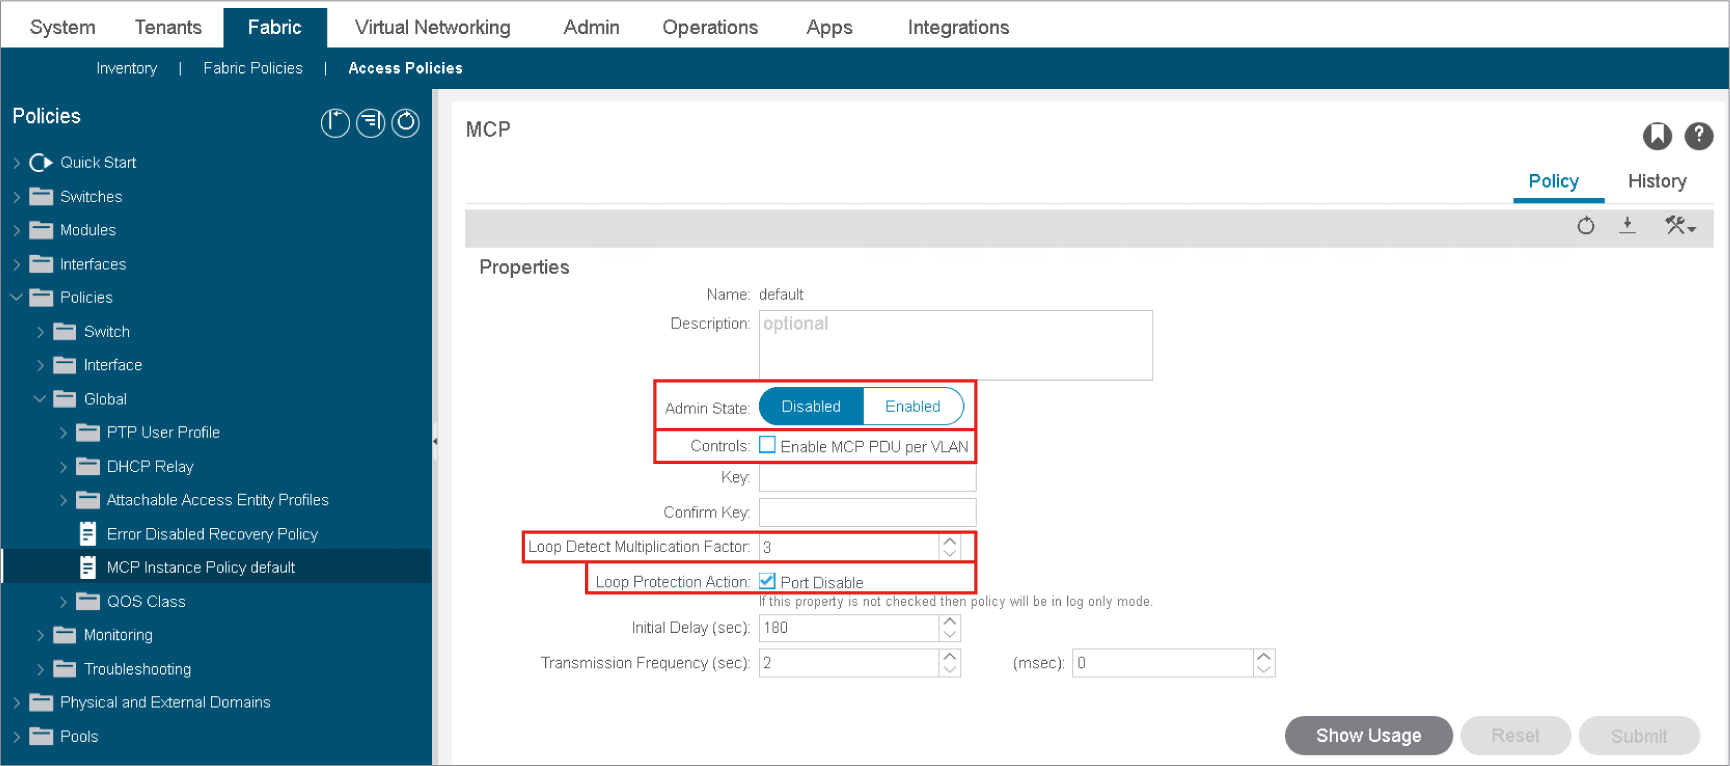 System Tenants Fabric Virtual Networking Admin Operations Apps Integrations
Inventory | Fabric Policies | Access Policies
Policies
Quick Start
Switches
Modules
Interfaces
Policies
Switch
Interface
Global
PTP User Profile
DHCP Relay
Attachable Access Entity Profiles
Error Disabled Recovery Policy
MCP Instance Policy default
QOS Class
Monitoring
Troubleshooting
Physical and External Domains
Pools
MCP
Policy History
Properties
Name: default
Description: optional
Admin State: Disabled Enabled
Controls: Enable MCP PDU per VLAN
Key:
Confirm Key:
Loop Detect Multiplication Factor: 3
Loop Protection Action: Port Disable
If this property is not checked then policy will be in log only mode.
Initial Delay (sec): 180
Transmission Frequency (sec): 2 (msec): 0
Show Usage Reset Submit